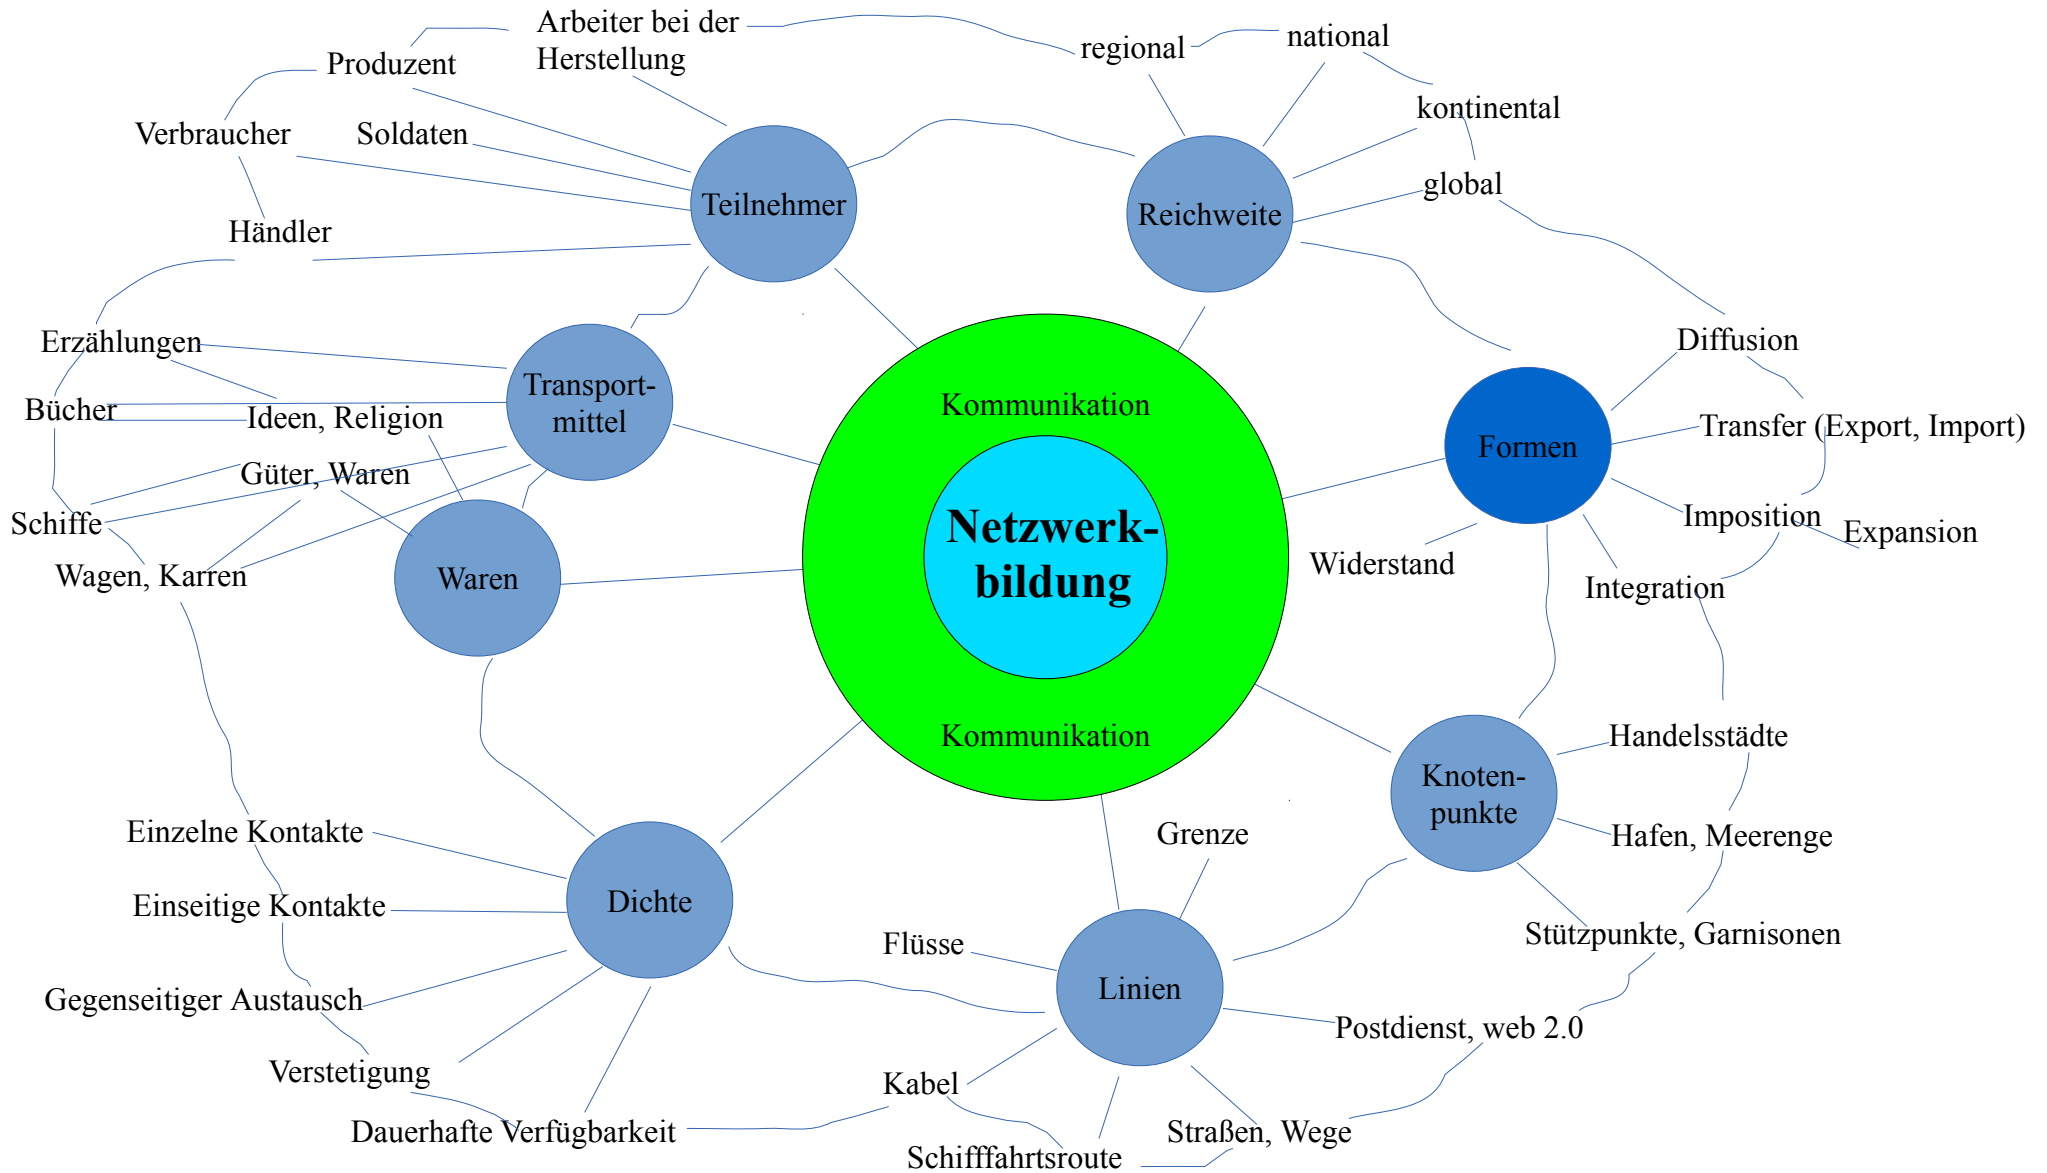 Arbeiter bei der
Herstellung
Produzent
Verbraucher
Soldaten
Händler
Teilnehmer
regional
national
kontinental
global
Reichweite
Erzählungen
Bücher
Ideen, Religion
Güter, Waren
Schiffe
Wagen, Karren
Transport-
mittel
Waren
Kommunikation
Netzwerk-
bildung
Kommunikation
Formen
Diffusion
Transfer (Export, Import)
Imposition
Expansion
Widerstand
Integration
Knoten-
punkte
Handelsstädte
Hafen, Meerenge
Stützpunkte, Garnisonen
Einzelne Kontakte
Einseitige Kontakte
Gegenseitiger Austausch
Verstetigung
Dauerhafte Verfügbarkeit
Dichte
Grenze
Flüsse
Linien
Postdienst, web 2.0
Kabel
Straßen, Wege
Schifffahrtsroute